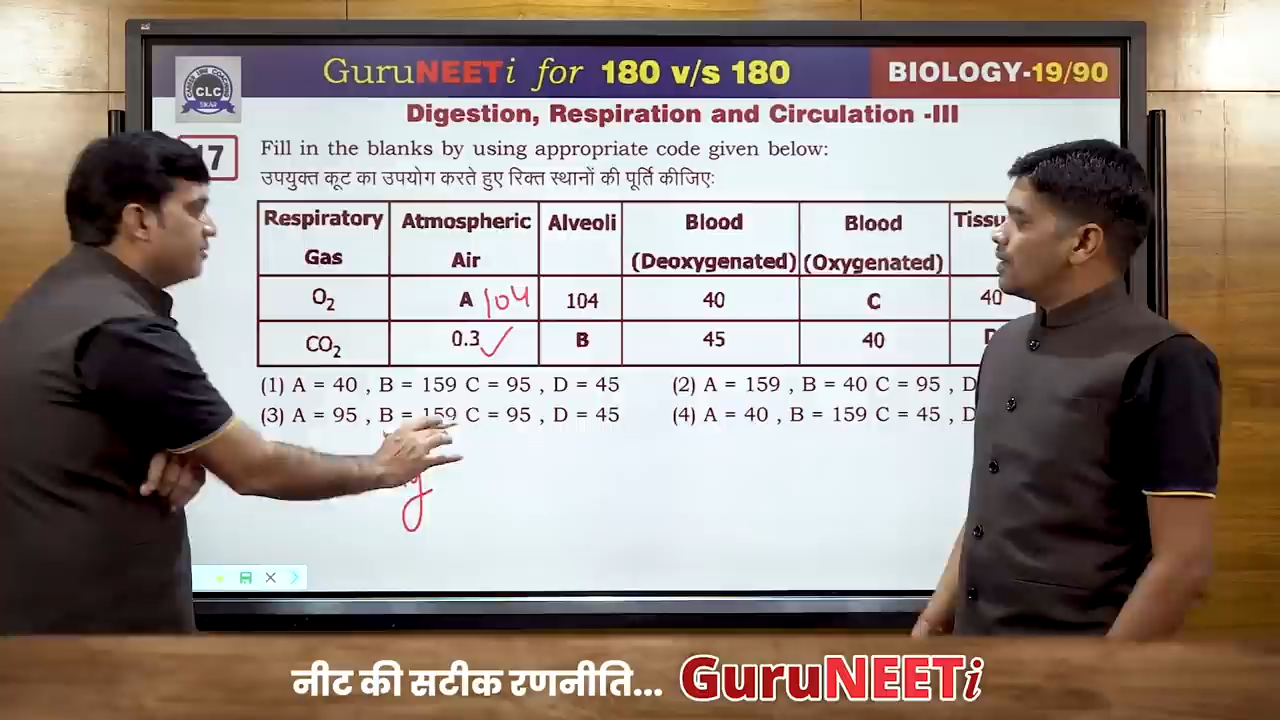 GuruNEETi for 180 v/s 180
BIOLOGY-19/90
CLC
SIKAR
Digestion, Respiration and Circulation -III
17
Fill in the blanks by using appropriate code given below:
उपयुक्त कूट का उपयोग करते हुए रिक्त स्थानों की पूर्ति कीजिए:
Respiratory Gas Atmospheric Air Alveoli Blood (Deoxygenated) Blood (Oxygenated) Tissu
O2 A 104 104 40 C 40
CO2 0.3 ✓ B 45 40
(1) A = 40 , B = 159 C = 95 , D = 45 (2) A = 159 , B = 40 C = 95 , D
(3) A = 95 , B = 159 C = 95 , D = 45 (4) A = 40 , B = 159 C = 45 , D
नीट की सटीक रणनीति... GuruNEETi